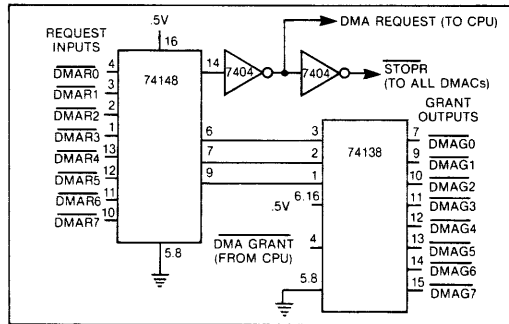 .5V
DMA REQUEST (TO CPU)
REQUEST
INPUTS
16
14
7404
7404
STOPR
(TO ALL DMACs)
74148
DMAR0 4
DMAR1 3
DMAR2 2
DMAR3 1
DMAR4 13
DMAR5 12
DMAR6 11
DMAR7 10
GRANT
OUTPUTS
6 3
7 2
9 1
74138
7 DMAG0
9 DMAG1
10 DMAG2
11 DMAG3
12 DMAG4
13 DMAG5
14 DMAG6
15 DMAG7
.5V 6.16
DMA GRANT 4
(FROM CPU)
5.8
5.8